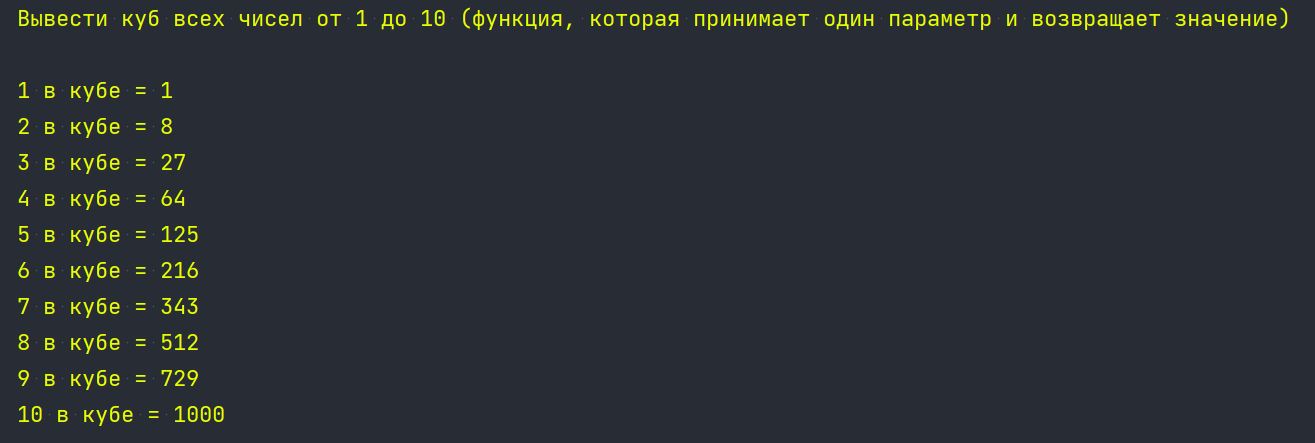 Вывести куб всех чисел от 1 до 10 (функция, которая принимает один параметр и возвращает значение)
1 в кубе = 1
2 в кубе = 8
3 в кубе = 27
4 в кубе = 64
5 в кубе = 125
6 в кубе = 216
7 в кубе = 343
8 в кубе = 512
9 в кубе = 729
10 в кубе = 1000